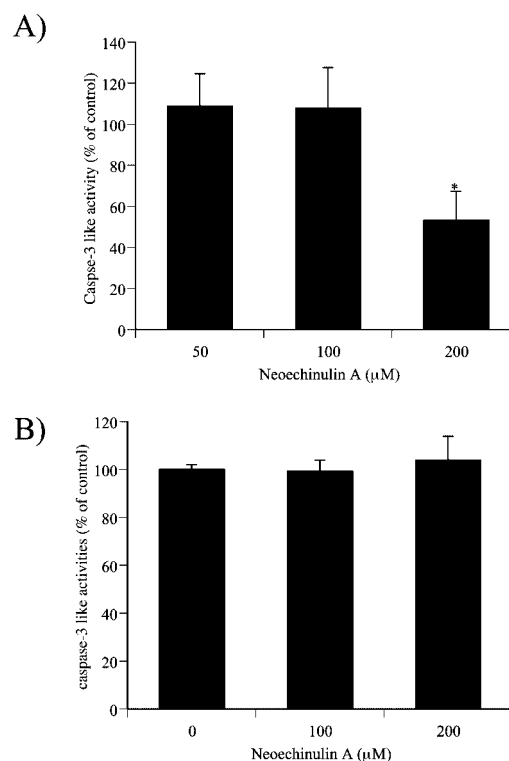 A)
Caspse-3 like activity (% of control)
140
120
100
80
60
40
20
0
*
50 100 200
Neoechinulin A (μM)
B)
caspase-3 like activities (% of control)
120
100
80
60
40
20
0
0 100 200
Neoechinulin A (μM)